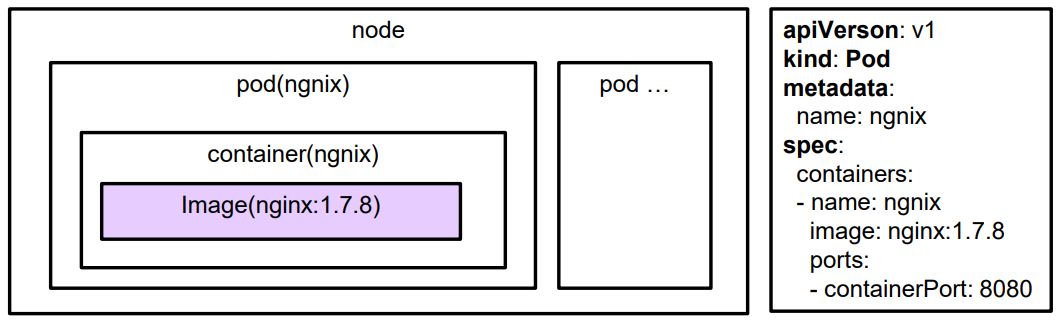 node
pod(ngnix)
pod …
container(ngnix)
Image(nginx:1.7.8)
apiVerson: v1
kind: Pod
metadata:
name: ngnix
spec:
containers:
- name: ngnix
image: nginx:1.7.8
ports:
- containerPort: 8080